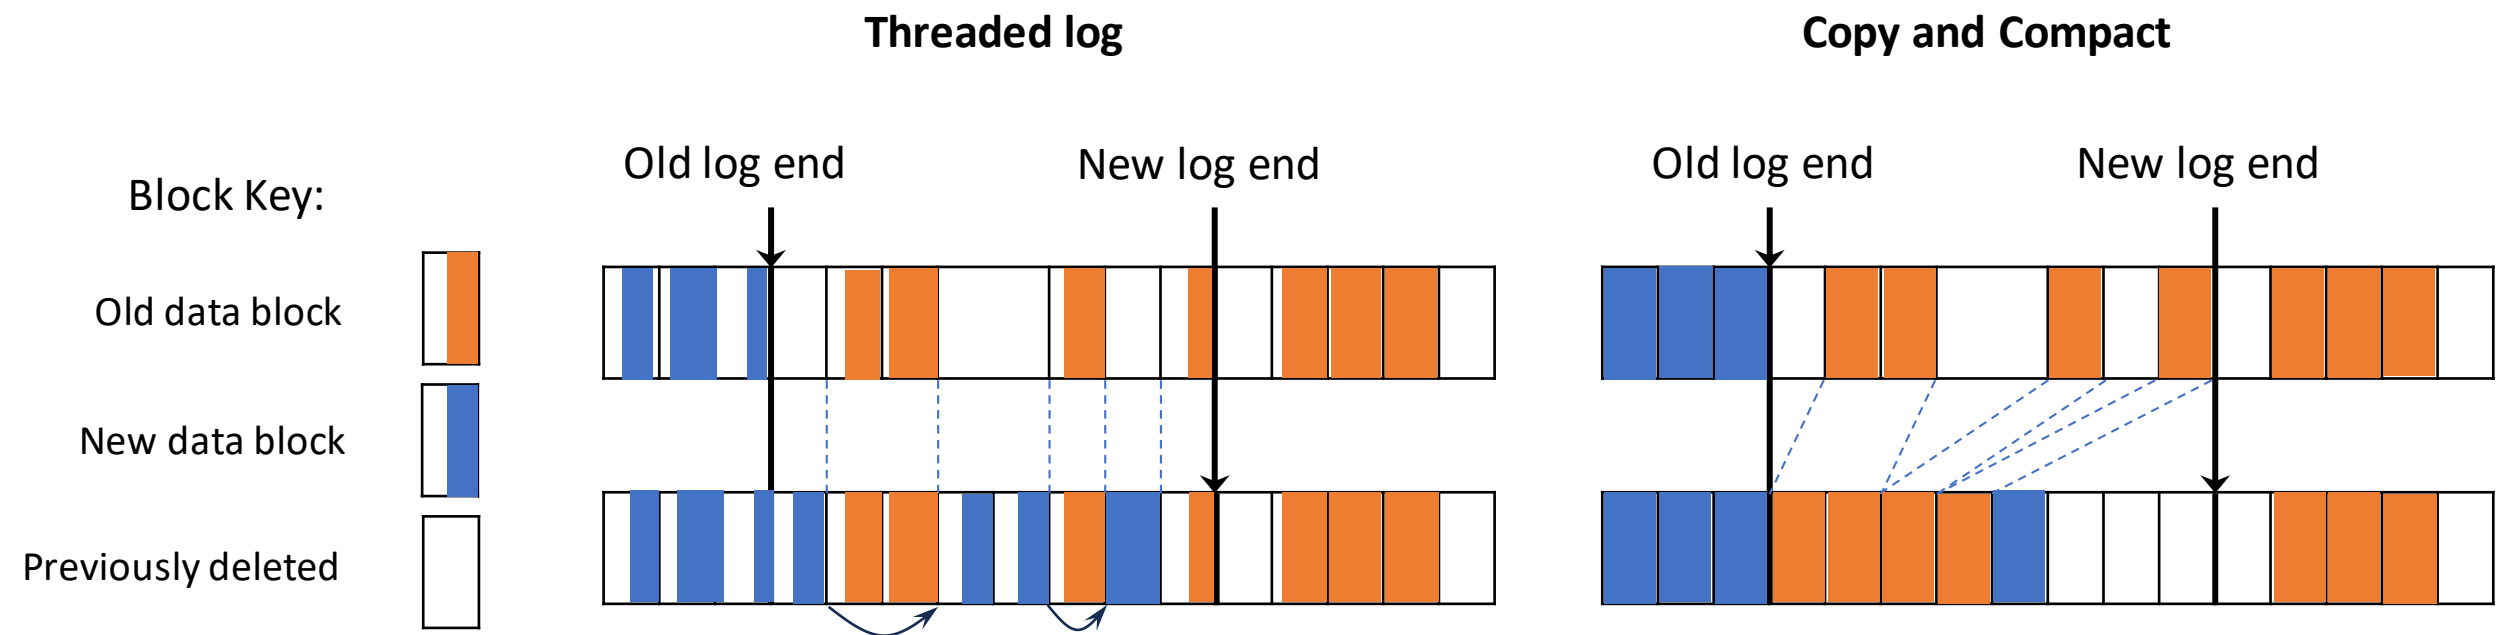 Threaded log
Copy and Compact
Block Key:
Old data block
New data block
Previously deleted
Old log end
New log end
Old log end
New log end